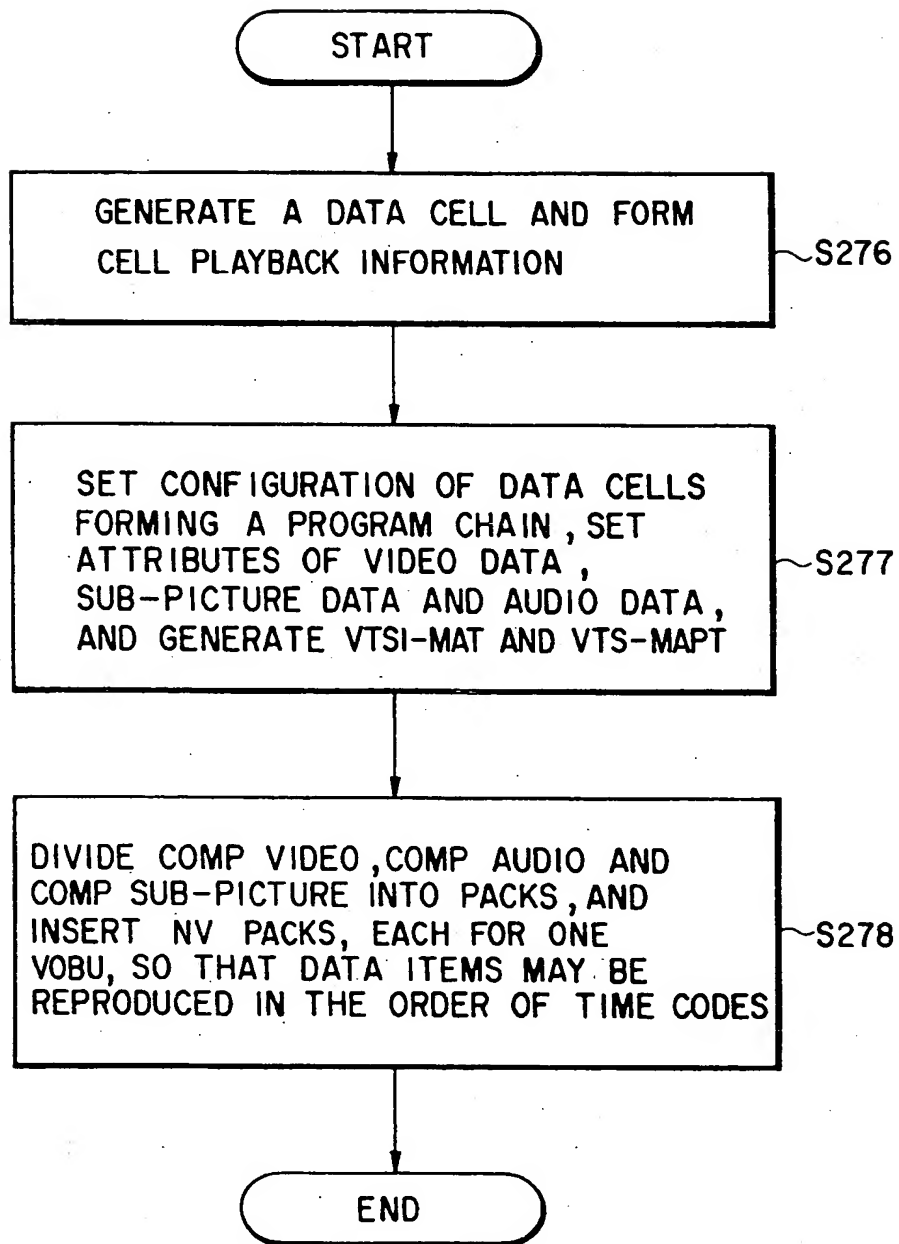 START
GENERATE A DATA CELL AND FORM
CELL PLAYBACK INFORMATION
S276
SET CONFIGURATION OF DATA CELLS
FORMING A PROGRAM CHAIN, SET
ATTRIBUTES OF VIDEO DATA,
SUB-PICTURE DATA AND AUDIO DATA,
AND GENERATE VTSI-MAT AND VTS-MAPT
S277
DIVIDE COMP VIDEO, COMP AUDIO AND
COMP SUB-PICTURE INTO PACKS, AND
INSERT NV PACKS, EACH FOR ONE
VOBU, SO THAT DATA ITEMS MAY BE
REPRODUCED IN THE ORDER OF TIME CODES
S278
END